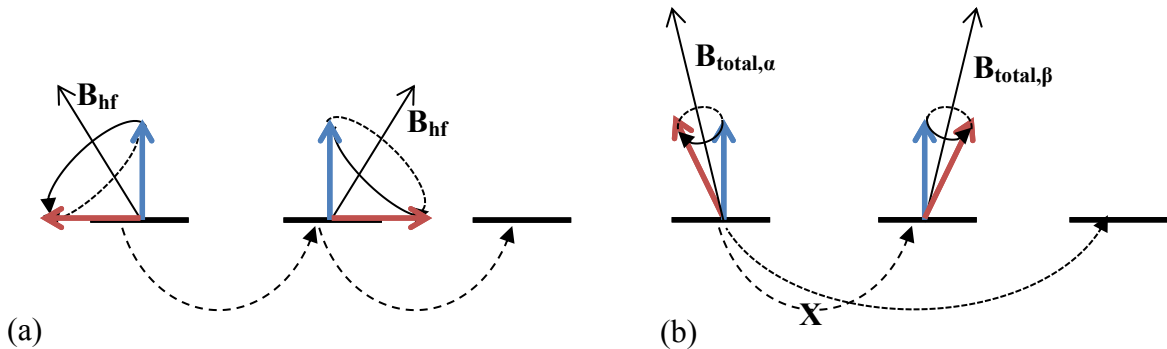 B_hf
B_hf
(a)
B_total,α
B_total,β
X
(b)